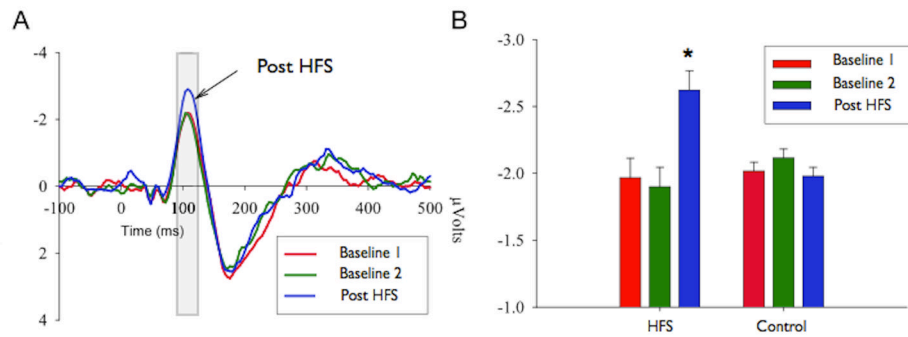 A
-4
-2
0
2
4
-100
0
100
200
300
400
500
Time (ms)
Post HFS
Baseline 1
Baseline 2
Post HFS
B
µVolts
-3.0
-2.5
-2.0
-1.5
-1.0
*
Baseline 1
Baseline 2
Post HFS
HFS
Control